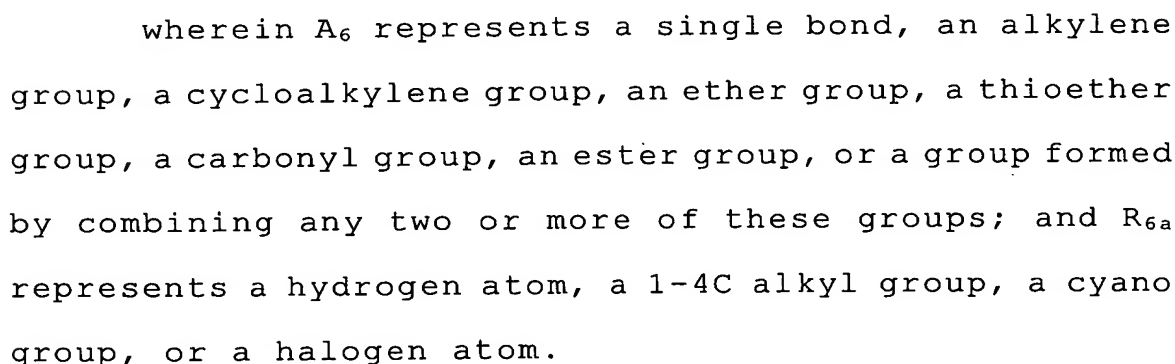 wherein A₆ represents a single bond, an alkylene
group, a cycloalkylene group, an ether group, a thioether
group, a carbonyl group, an ester group, or a group formed
by combining any two or more of these groups; and R₆ₐ
represents a hydrogen atom, a 1-4C alkyl group, a cyano
group, or a halogen atom.